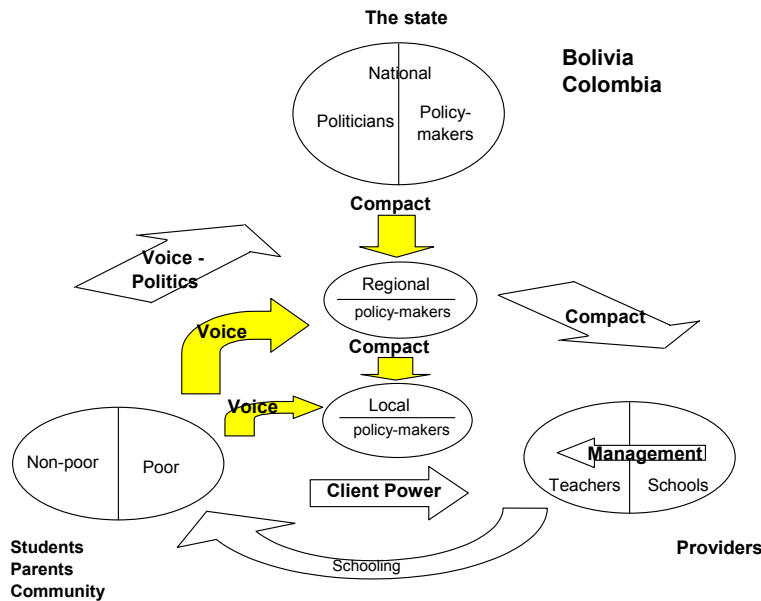 The state
Bolivia
Colombia
National
Politicians
Policy-
makers
Compact
Voice -
Politics
Regional
policy-makers
Compact
Voice
Compact
Voice
Local
policy-makers
Non-poor
Poor
Management
Teachers
Schools
Client Power
Students
Parents
Community
Providers
Schooling